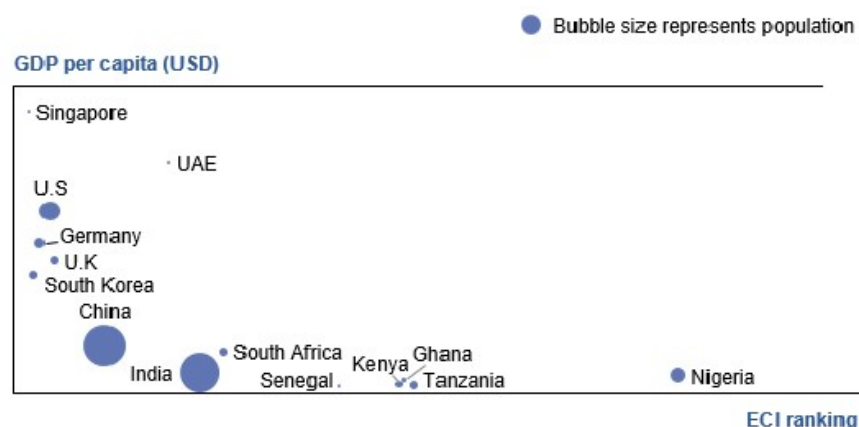 Bubble size represents population
GDP per capita (USD)
Singapore
UAE
U.S
Germany
U.K
South Korea
China
South Africa
Kenya
Ghana
India
Senegal
Tanzania
Nigeria
ECI ranking